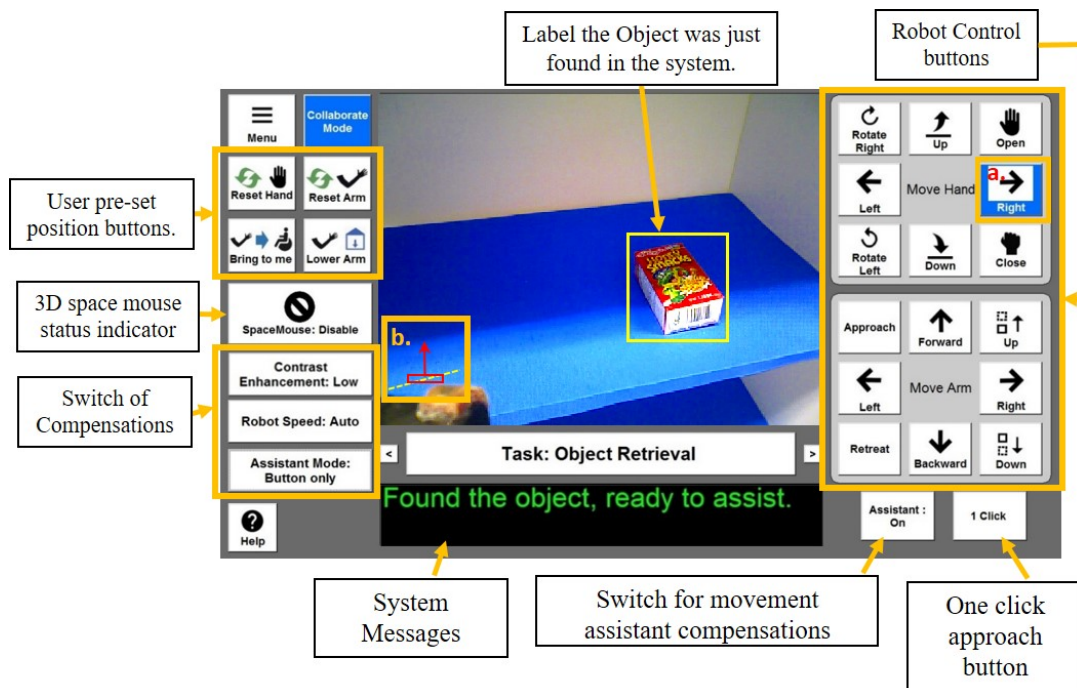 Label the Object was just
found in the system.
Robot Control
buttons
Menu
Collaborate
Mode
Reset Hand
Reset Arm
Bring to me
Lower Arm
SpaceMouse: Disable
Contrast
Enhancement: Low
Robot Speed: Auto
Assistant Mode:
Button only
Help
User pre-set
position buttons.
3D space mouse
status indicator
Switch of
Compensations
b.
<
Task: Object Retrieval
>
Found the object, ready to assist.
Rotate
Right
Up
Open
Left
Move Hand
a.
Right
Rotate
Left
Down
Close
Approach
Forward
Up
Left
Move Arm
Right
Retreat
Backward
Down
Assistant :
On
1 Click
System
Messages
Switch for movement
assistant compensations
One click
approach
button